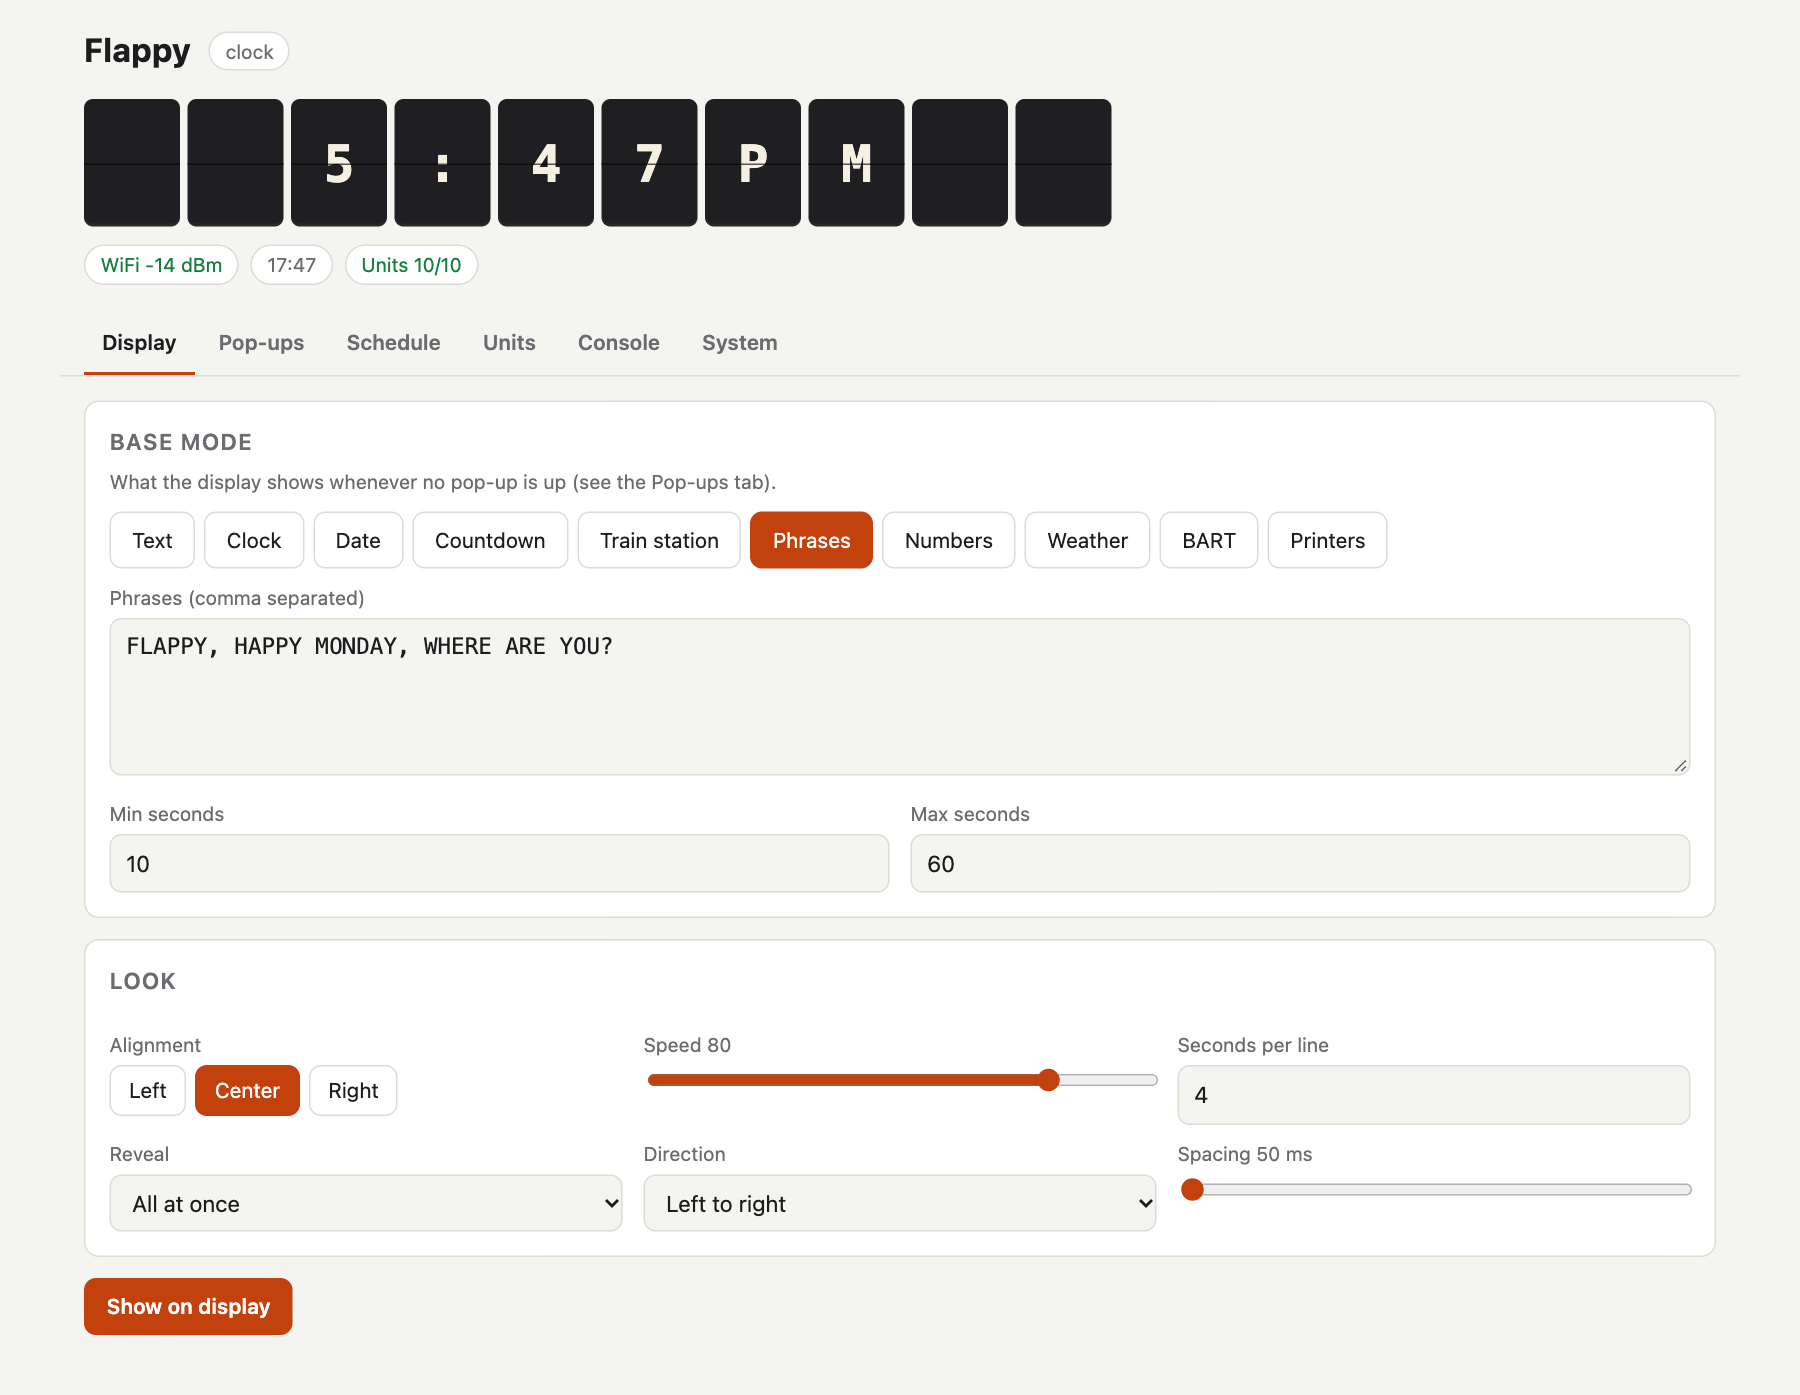 Flappy clock
5:47PM
WiFi -14 dBm 17:47 Units 10/10
Display Pop-ups Schedule Units Console System
BASE MODE
What the display shows whenever no pop-up is up (see the Pop-ups tab).
Text Clock Date Countdown Train station Phrases Numbers Weather BART Printers
Phrases (comma separated)
FLAPPY, HAPPY MONDAY, WHERE ARE YOU?
Min seconds Max seconds
10 60
LOOK
Alignment Speed 80 Seconds per line
Left Center Right 4
Reveal Direction Spacing 50 ms
All at once Left to right
Show on display